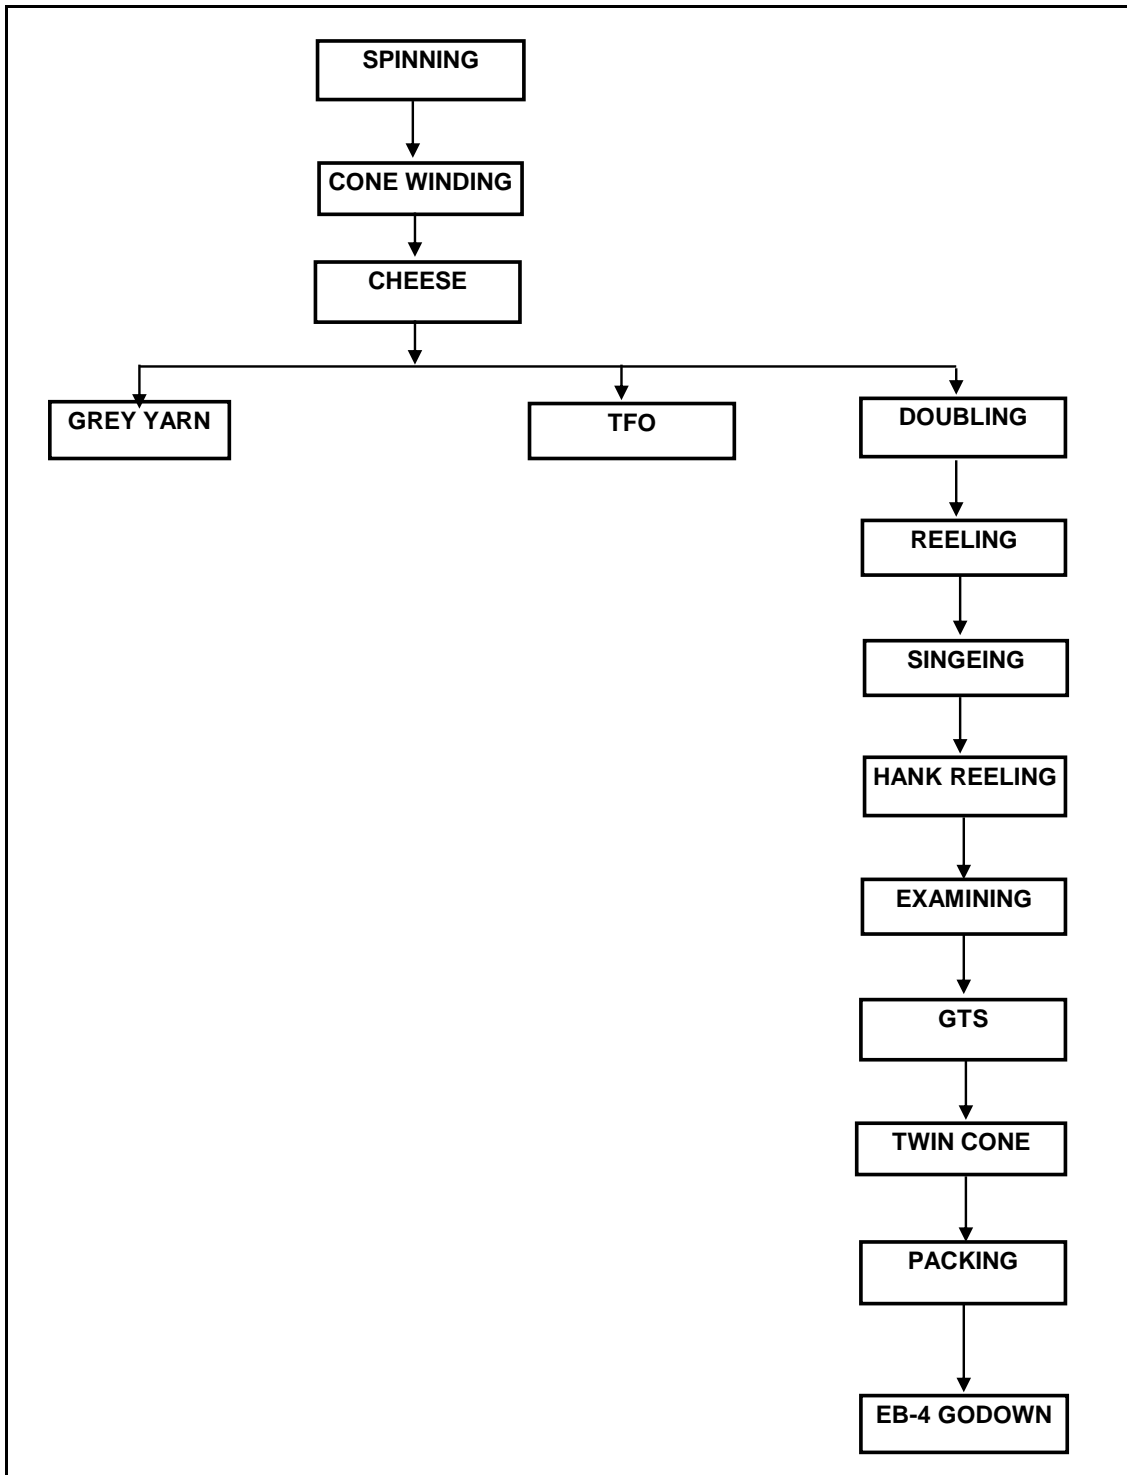 SPINNING
CONE WINDING
CHEESE
GREY YARN
TFO
DOUBLING
REELING
SINGEING
HANK REELING
EXAMINING
GTS
TWIN CONE
PACKING
EB-4 GODOWN